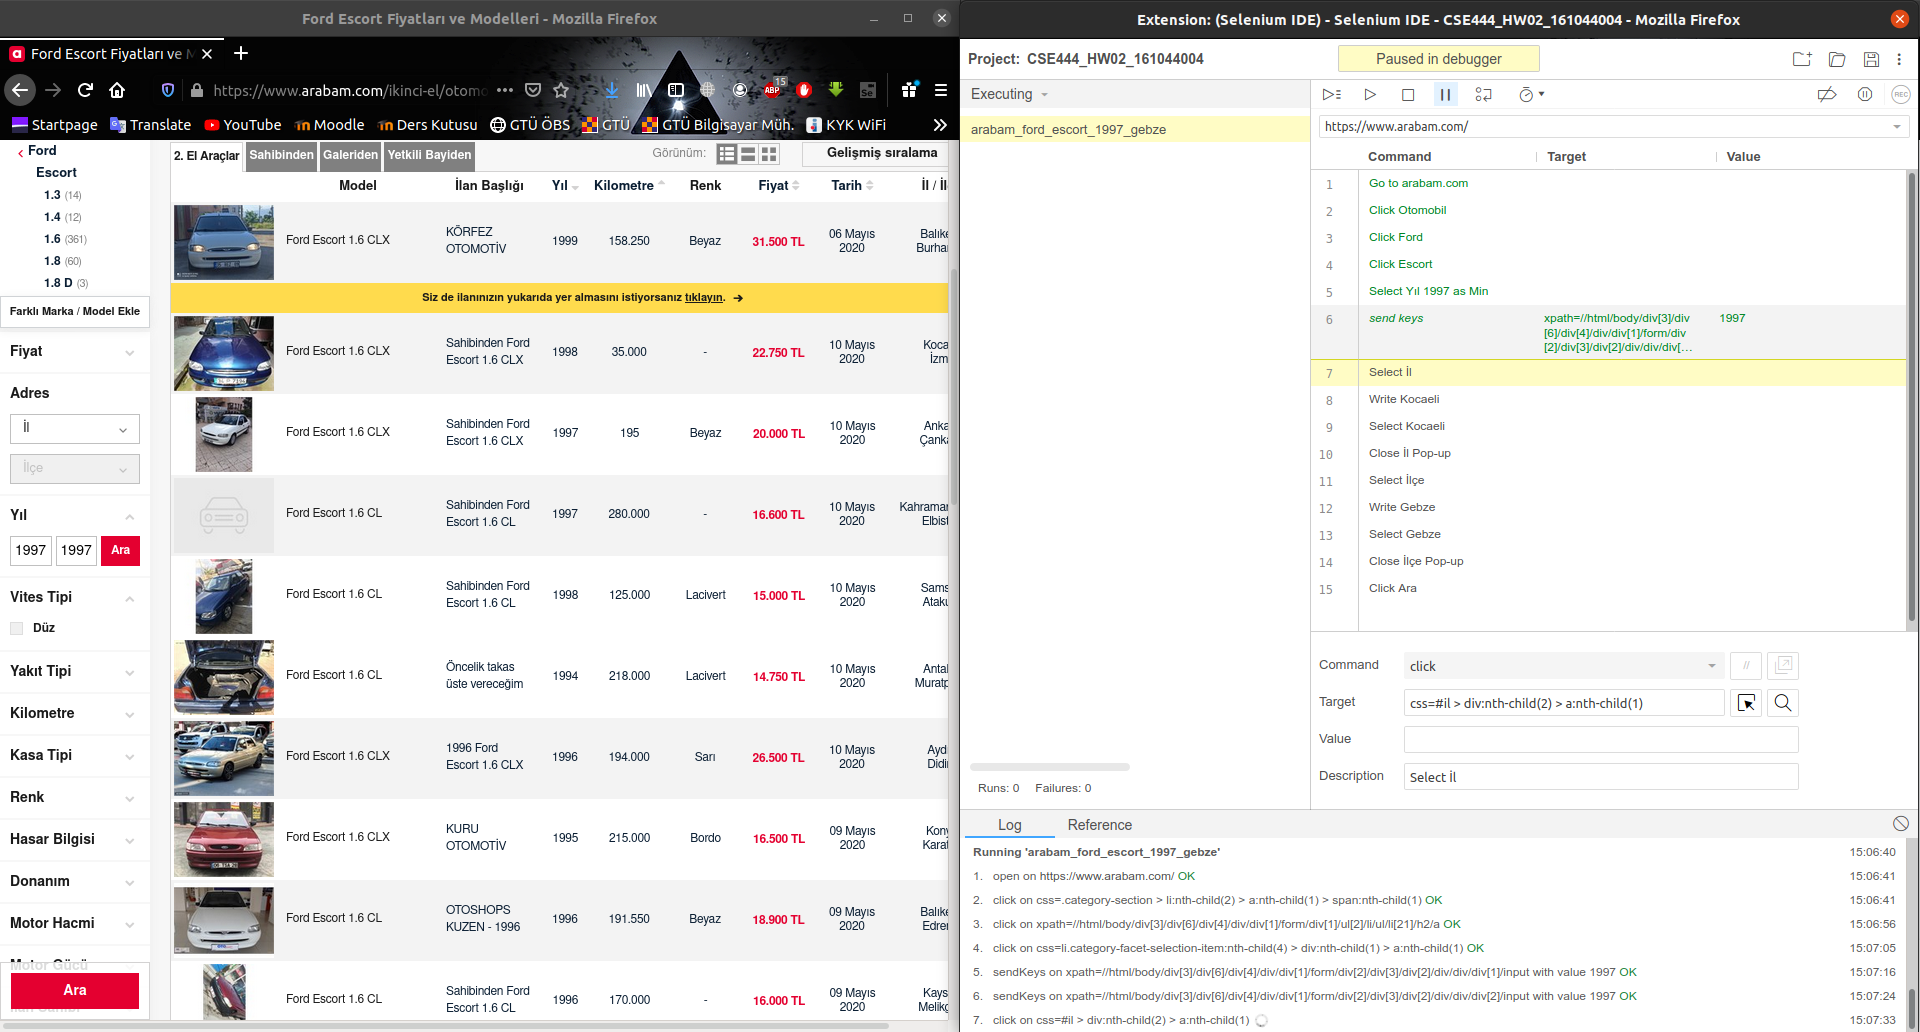 Ford Escort Fiyatları ve Modelleri - Mozilla Firefox
Ford Escort Fiyatları ve M
https://www.arabam.com/ikinci-el/otomo
15
ABP
Se
Startpage
Translate
YouTube
Moodle
Ders Kutusu
GTÜ ÖBS
GTÜ
GTÜ Bilgisayar Müh.
KYK WiFi
Ford
Escort
1.3 (14)
1.4 (12)
1.6 (361)
1.8 (60)
1.8 D (3)
Farklı Marka / Model Ekle
Fiyat
Adres
İl
İlçe
Yıl
1997 1997 Ara
Vites Tipi
Düz
Yakıt Tipi
Kilometre
Kasa Tipi
Renk
Hasar Bilgisi
Donanım
Motor Hacmi
Motor Gücü
Ara
2. El Araçlar Sahibinden Galeriden Yetkili Bayiden
Görünüm:
Gelişmiş sıralama
Model İlan Başlığı Yıl Kilometre Renk Fiyat Tarih İl / İl
Ford Escort 1.6 CLX KÖRFEZ OTOMOTİV 1999 158.250 Beyaz 31.500 TL 06 Mayıs 2020 Balıke Burha
Siz de ilanınızın yukarıda yer almasını istiyorsanız tıklayın. →
Ford Escort 1.6 CLX Sahibinden Ford Escort 1.6 CLX 1998 35.000 - 22.750 TL 10 Mayıs 2020 Koca İzm
Ford Escort 1.6 CLX Sahibinden Ford Escort 1.6 CLX 1997 195 Beyaz 20.000 TL 10 Mayıs 2020 Anka Çanka
Ford Escort 1.6 CL Sahibinden Ford Escort 1.6 CL 1997 280.000 - 16.600 TL 10 Mayıs 2020 Kahramar Elbist
Ford Escort 1.6 CL Sahibinden Ford Escort 1.6 CL 1998 125.000 Lacivert 15.000 TL 10 Mayıs 2020 Sams Ataku
Ford Escort 1.6 CL Öncelik takas üste vereceğim 1994 218.000 Lacivert 14.750 TL 10 Mayıs 2020 Antal Muratp
Ford Escort 1.6 CLX 1996 Ford Escort 1.6 CLX 1996 194.000 Sarı 26.500 TL 10 Mayıs 2020 Aydı Didi
Ford Escort 1.6 CLX KURU OTOMOTİV 1995 215.000 Bordo 16.500 TL 09 Mayıs 2020 Kony Karat
Ford Escort 1.6 CL OTOSHOPS KUZEN - 1996 1996 191.550 Beyaz 18.900 TL 09 Mayıs 2020 Balıke Edrer
Ford Escort 1.6 CL Sahibinden Ford Escort 1.6 CL 1996 170.000 - 16.000 TL 09 Mayıs 2020 Kays Melikg
Extension: (Selenium IDE) - Selenium IDE - CSE444_HW02_161044004 - Mozilla Firefox
Project: CSE444_HW02_161044004
Paused in debugger
Executing
arabam_ford_escort_1997_gebze
REC
https://www.arabam.com/
Command Target Value
1 Go to arabam.com
2 Click Otomobil
3 Click Ford
4 Click Escort
5 Select Yıl 1997 as Min
6 send keys xpath=//html/body/div[3]/div 1997
[6]/div[4]/div/div[1]/form/div
[2]/div[3]/div[2]/div/div/div[...
7 Select İl
8 Write Kocaeli
9 Select Kocaeli
10 Close İl Pop-up
11 Select İlçe
12 Write Gebze
13 Select Gebze
14 Close İlçe Pop-up
15 Click Ara
Command click //
Target css=#il > div:nth-child(2) > a:nth-child(1)
Value
Description Select İl
Runs: 0 Failures: 0
Log Reference
Running 'arabam_ford_escort_1997_gebze' 15:06:40
1. open on https://www.arabam.com/ OK 15:06:41
2. click on css=.category-section > li:nth-child(2) > a:nth-child(1) > span:nth-child(1) OK 15:06:41
3. click on xpath=//html/body/div[3]/div[6]/div[4]/div/div[1]/form/div[1]/ul[2]/li/ul/li[21]/h2/a OK 15:06:56
4. click on css=li.category-facet-selection-item:nth-child(4) > div:nth-child(1) > a:nth-child(1) OK 15:07:05
5. sendKeys on xpath=//html/body/div[3]/div[6]/div[4]/div/div[1]/form/div[2]/div[3]/div[2]/div/div/div[1]/input with value 1997 OK 15:07:16
6. sendKeys on xpath=//html/body/div[3]/div[6]/div[4]/div/div[1]/form/div[2]/div[3]/div[2]/div/div/div[2]/input with value 1997 OK 15:07:24
7. click on css=#il > div:nth-child(2) > a:nth-child(1) 15:07:33